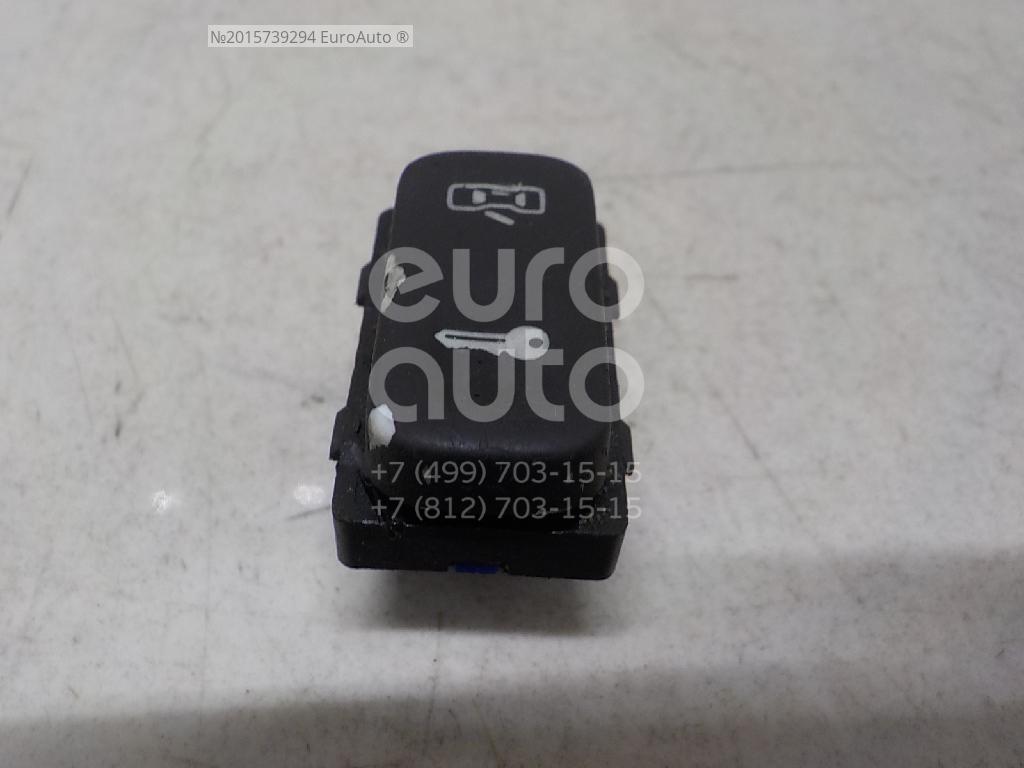 №2015739294 EuroAuto ®
euro
auto
+7 (499) 703-15-15
+7 (812) 703-15-15